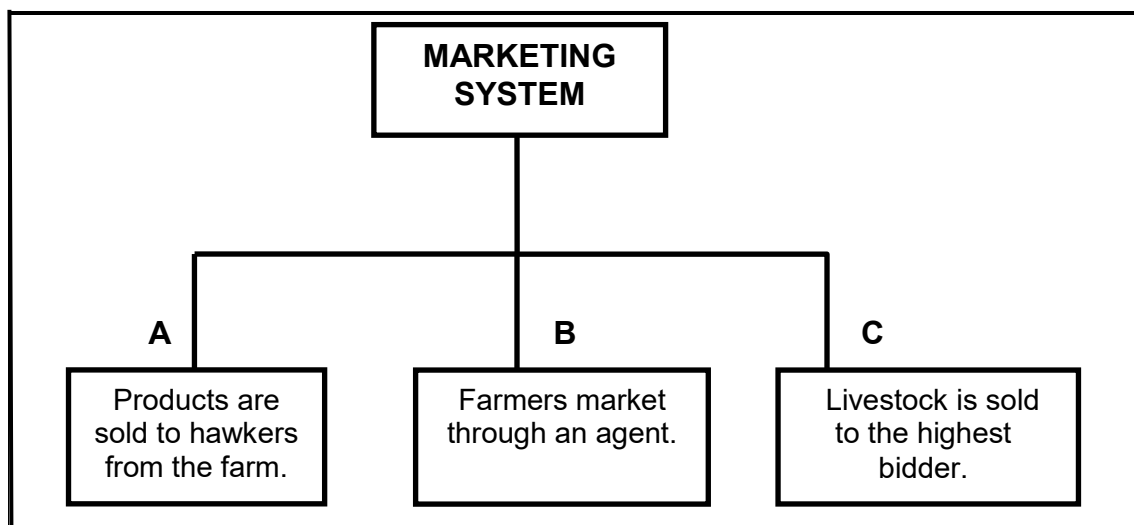 MARKETING
SYSTEM
A
B
C
Products are
sold to hawkers
from the farm.
Farmers market
through an agent.
Livestock is sold
to the highest
bidder.